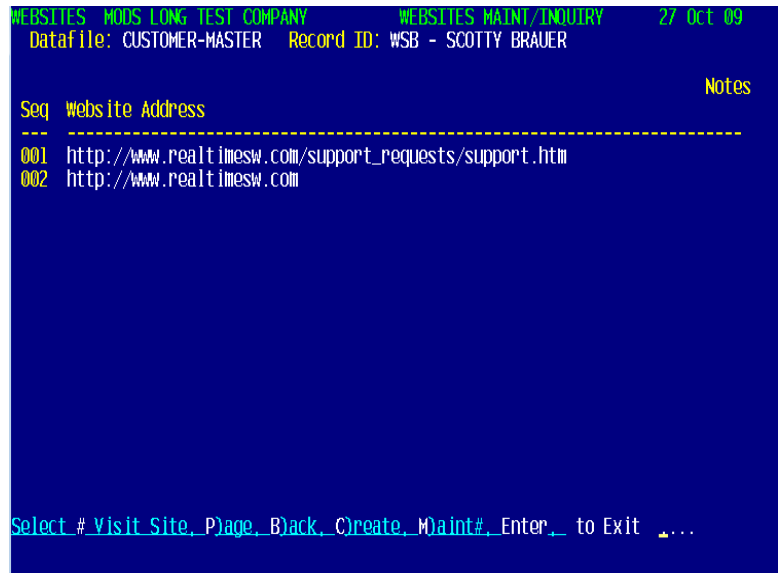 WEBSITES MODS LONG TEST COMPANY WEBSITES MAINT/INQUIRY 27 Oct 09
Datafile: CUSTOMER-MASTER Record ID: WSB - SCOTTY BRAUER
Notes
Seq Website Address
--- -------------------------------------------------------------------------
001 http://www.realtimesw.com/support_requests/support.htm
002 http://www.realtimesw.com
Select # Visit Site, P)age, B)ack, C)reate, M)aint#, Enter, to Exit ....